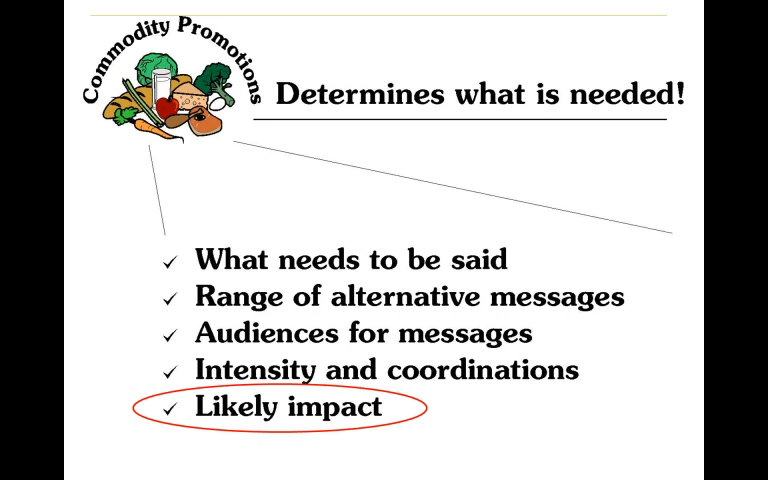 Commodity Promotions
Determines what is needed!
✓ What needs to be said
✓ Range of alternative messages
✓ Audiences for messages
✓ Intensity and coordinations
✓ Likely impact